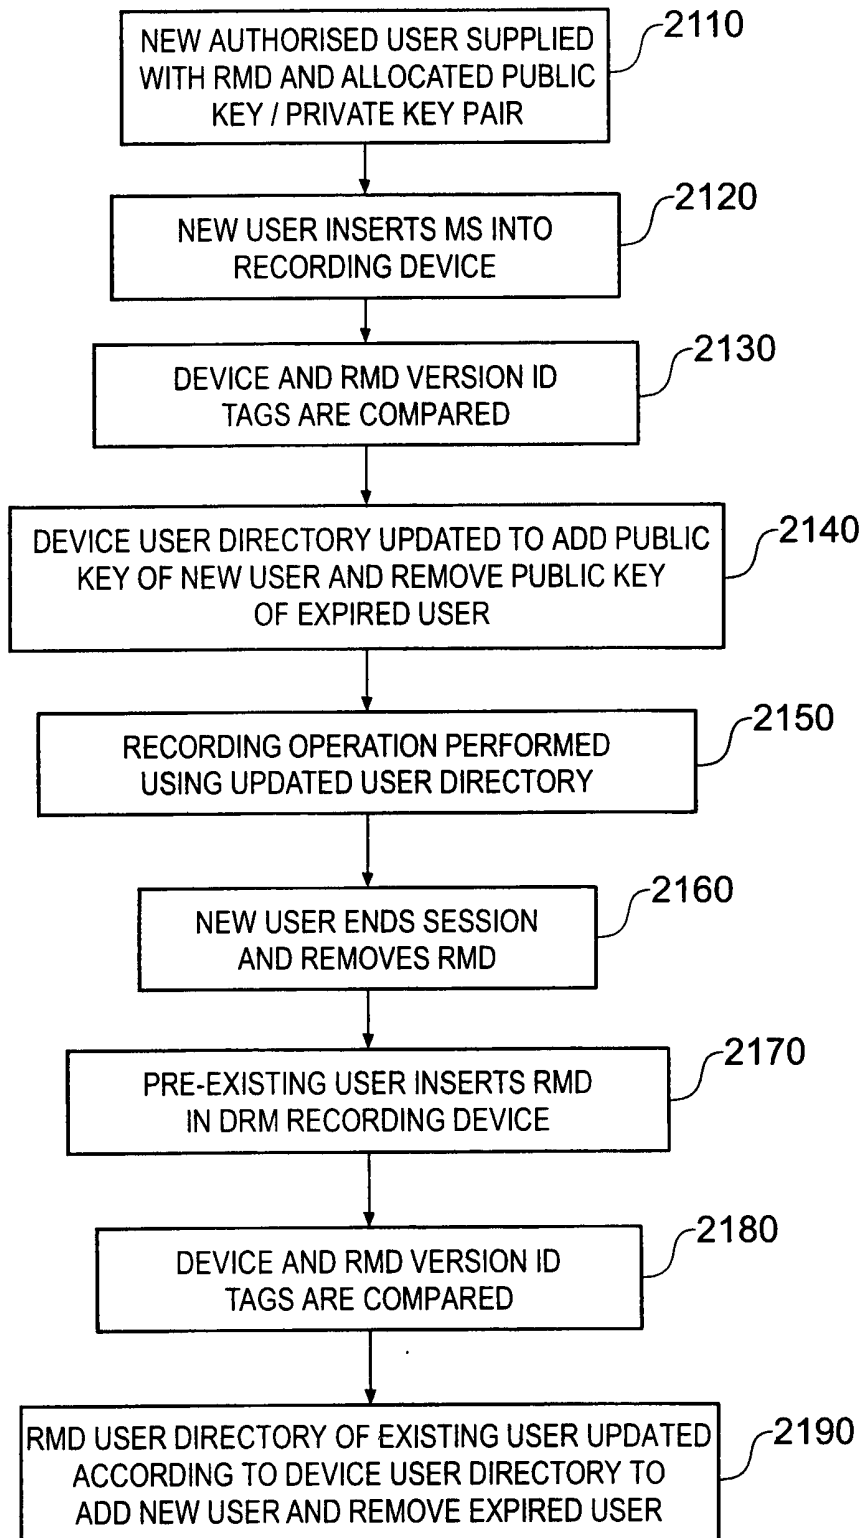 NEW AUTHORISED USER SUPPLIED
WITH RMD AND ALLOCATED PUBLIC
KEY / PRIVATE KEY PAIR
2110
NEW USER INSERTS MS INTO
RECORDING DEVICE
2120
DEVICE AND RMD VERSION ID
TAGS ARE COMPARED
2130
DEVICE USER DIRECTORY UPDATED TO ADD PUBLIC
KEY OF NEW USER AND REMOVE PUBLIC KEY
OF EXPIRED USER
2140
RECORDING OPERATION PERFORMED
USING UPDATED USER DIRECTORY
2150
NEW USER ENDS SESSION
AND REMOVES RMD
2160
PRE-EXISTING USER INSERTS RMD
IN DRM RECORDING DEVICE
2170
DEVICE AND RMD VERSION ID
TAGS ARE COMPARED
2180
RMD USER DIRECTORY OF EXISTING USER UPDATED
ACCORDING TO DEVICE USER DIRECTORY TO
ADD NEW USER AND REMOVE EXPIRED USER
2190